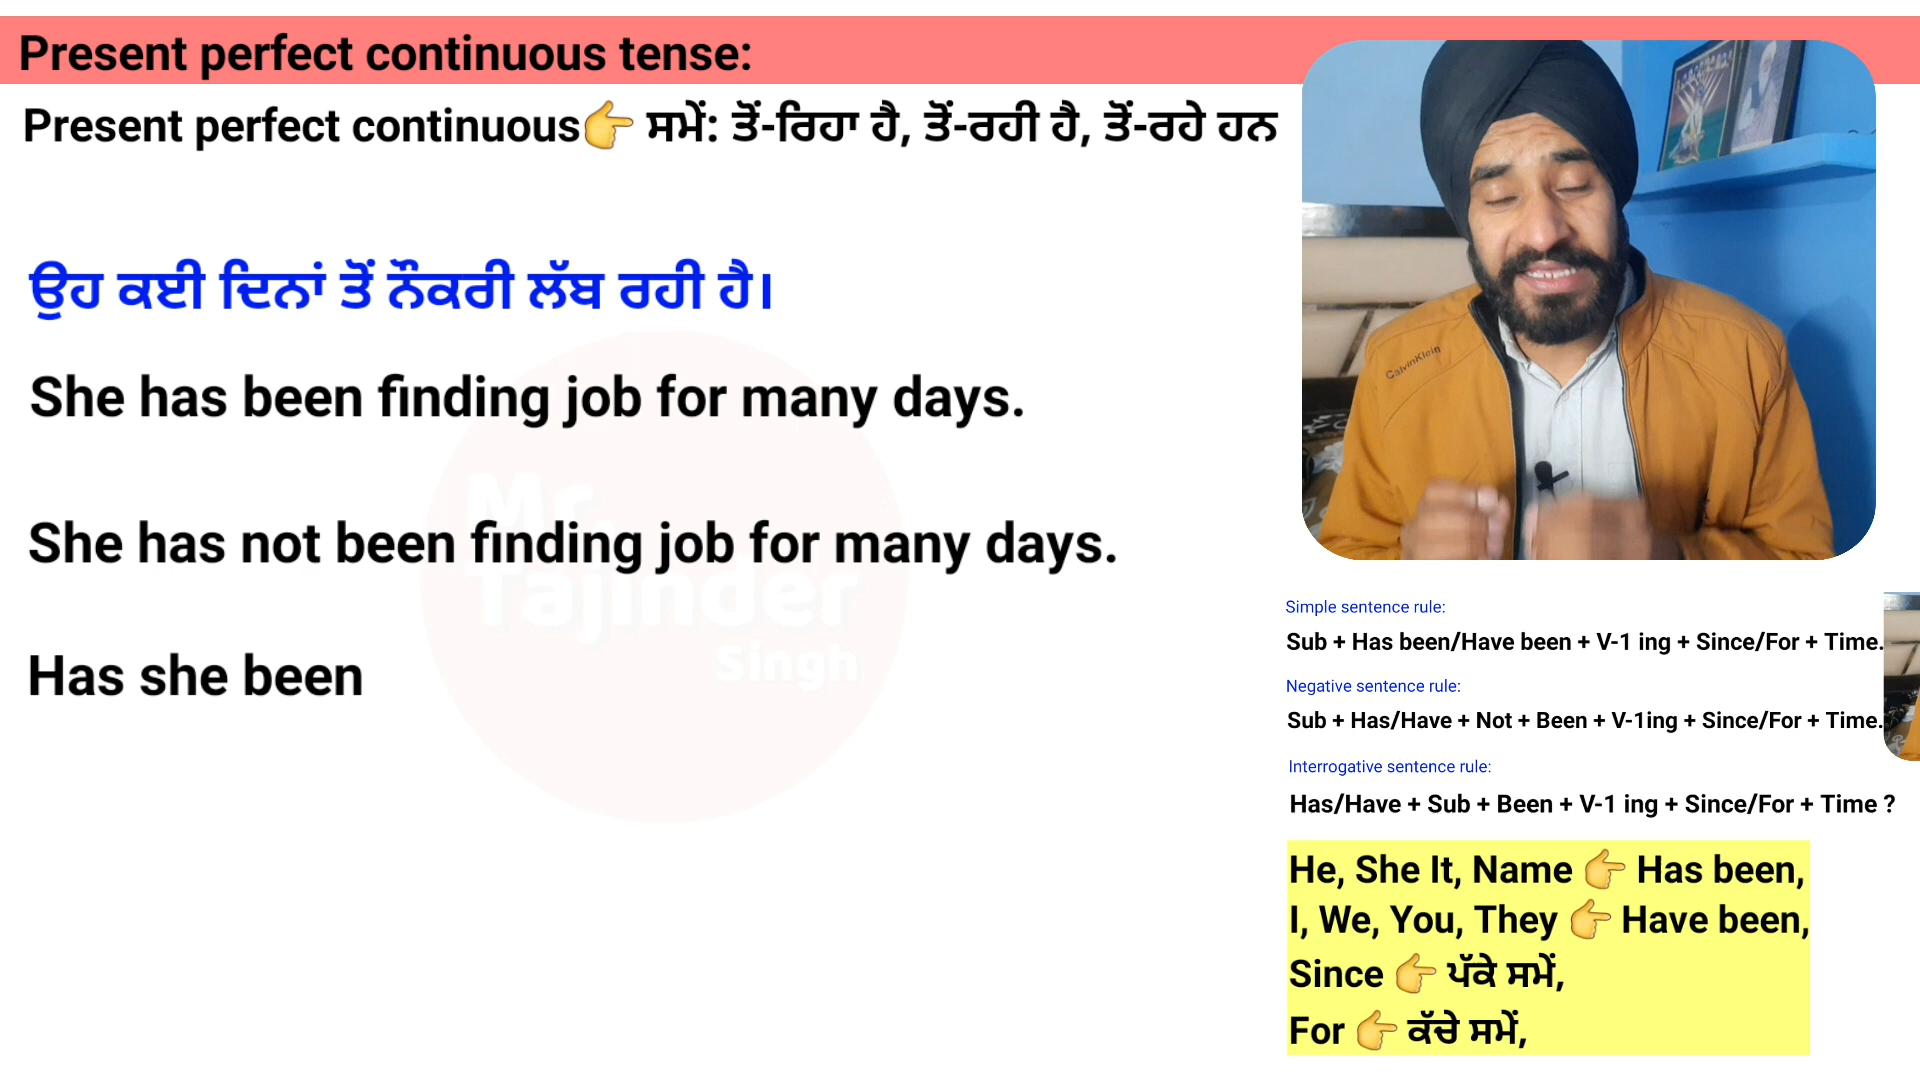 Present perfect continuous tense:
Present perfect continuous👉 ਸਮੇਂ: ਤੋਂ-ਰਿਹਾ ਹੈ, ਤੋਂ-ਰਹੀ ਹੈ, ਤੋਂ-ਰਹੇ ਹਨ
ਉਹ ਕਈ ਦਿਨਾਂ ਤੋਂ ਨੌਕਰੀ ਲੱਬ ਰਹੀ ਹੈ।
She has been finding job for many days.
She has not been finding job for many days.
Has she been
Mr.
Tajinder
Singh
CalvinKlein
Simple sentence rule:
Sub + Has been/Have been + V-1 ing + Since/For + Time.
Negative sentence rule:
Sub + Has/Have + Not + Been + V-1ing + Since/For + Time.
Interrogative sentence rule:
Has/Have + Sub + Been + V-1 ing + Since/For + Time ?
He, She It, Name 👉 Has been,
I, We, You, They 👉 Have been,
Since 👉 ਪੱਕੇ ਸਮੇਂ,
For 👉 ਕੱਚੇ ਸਮੇਂ,